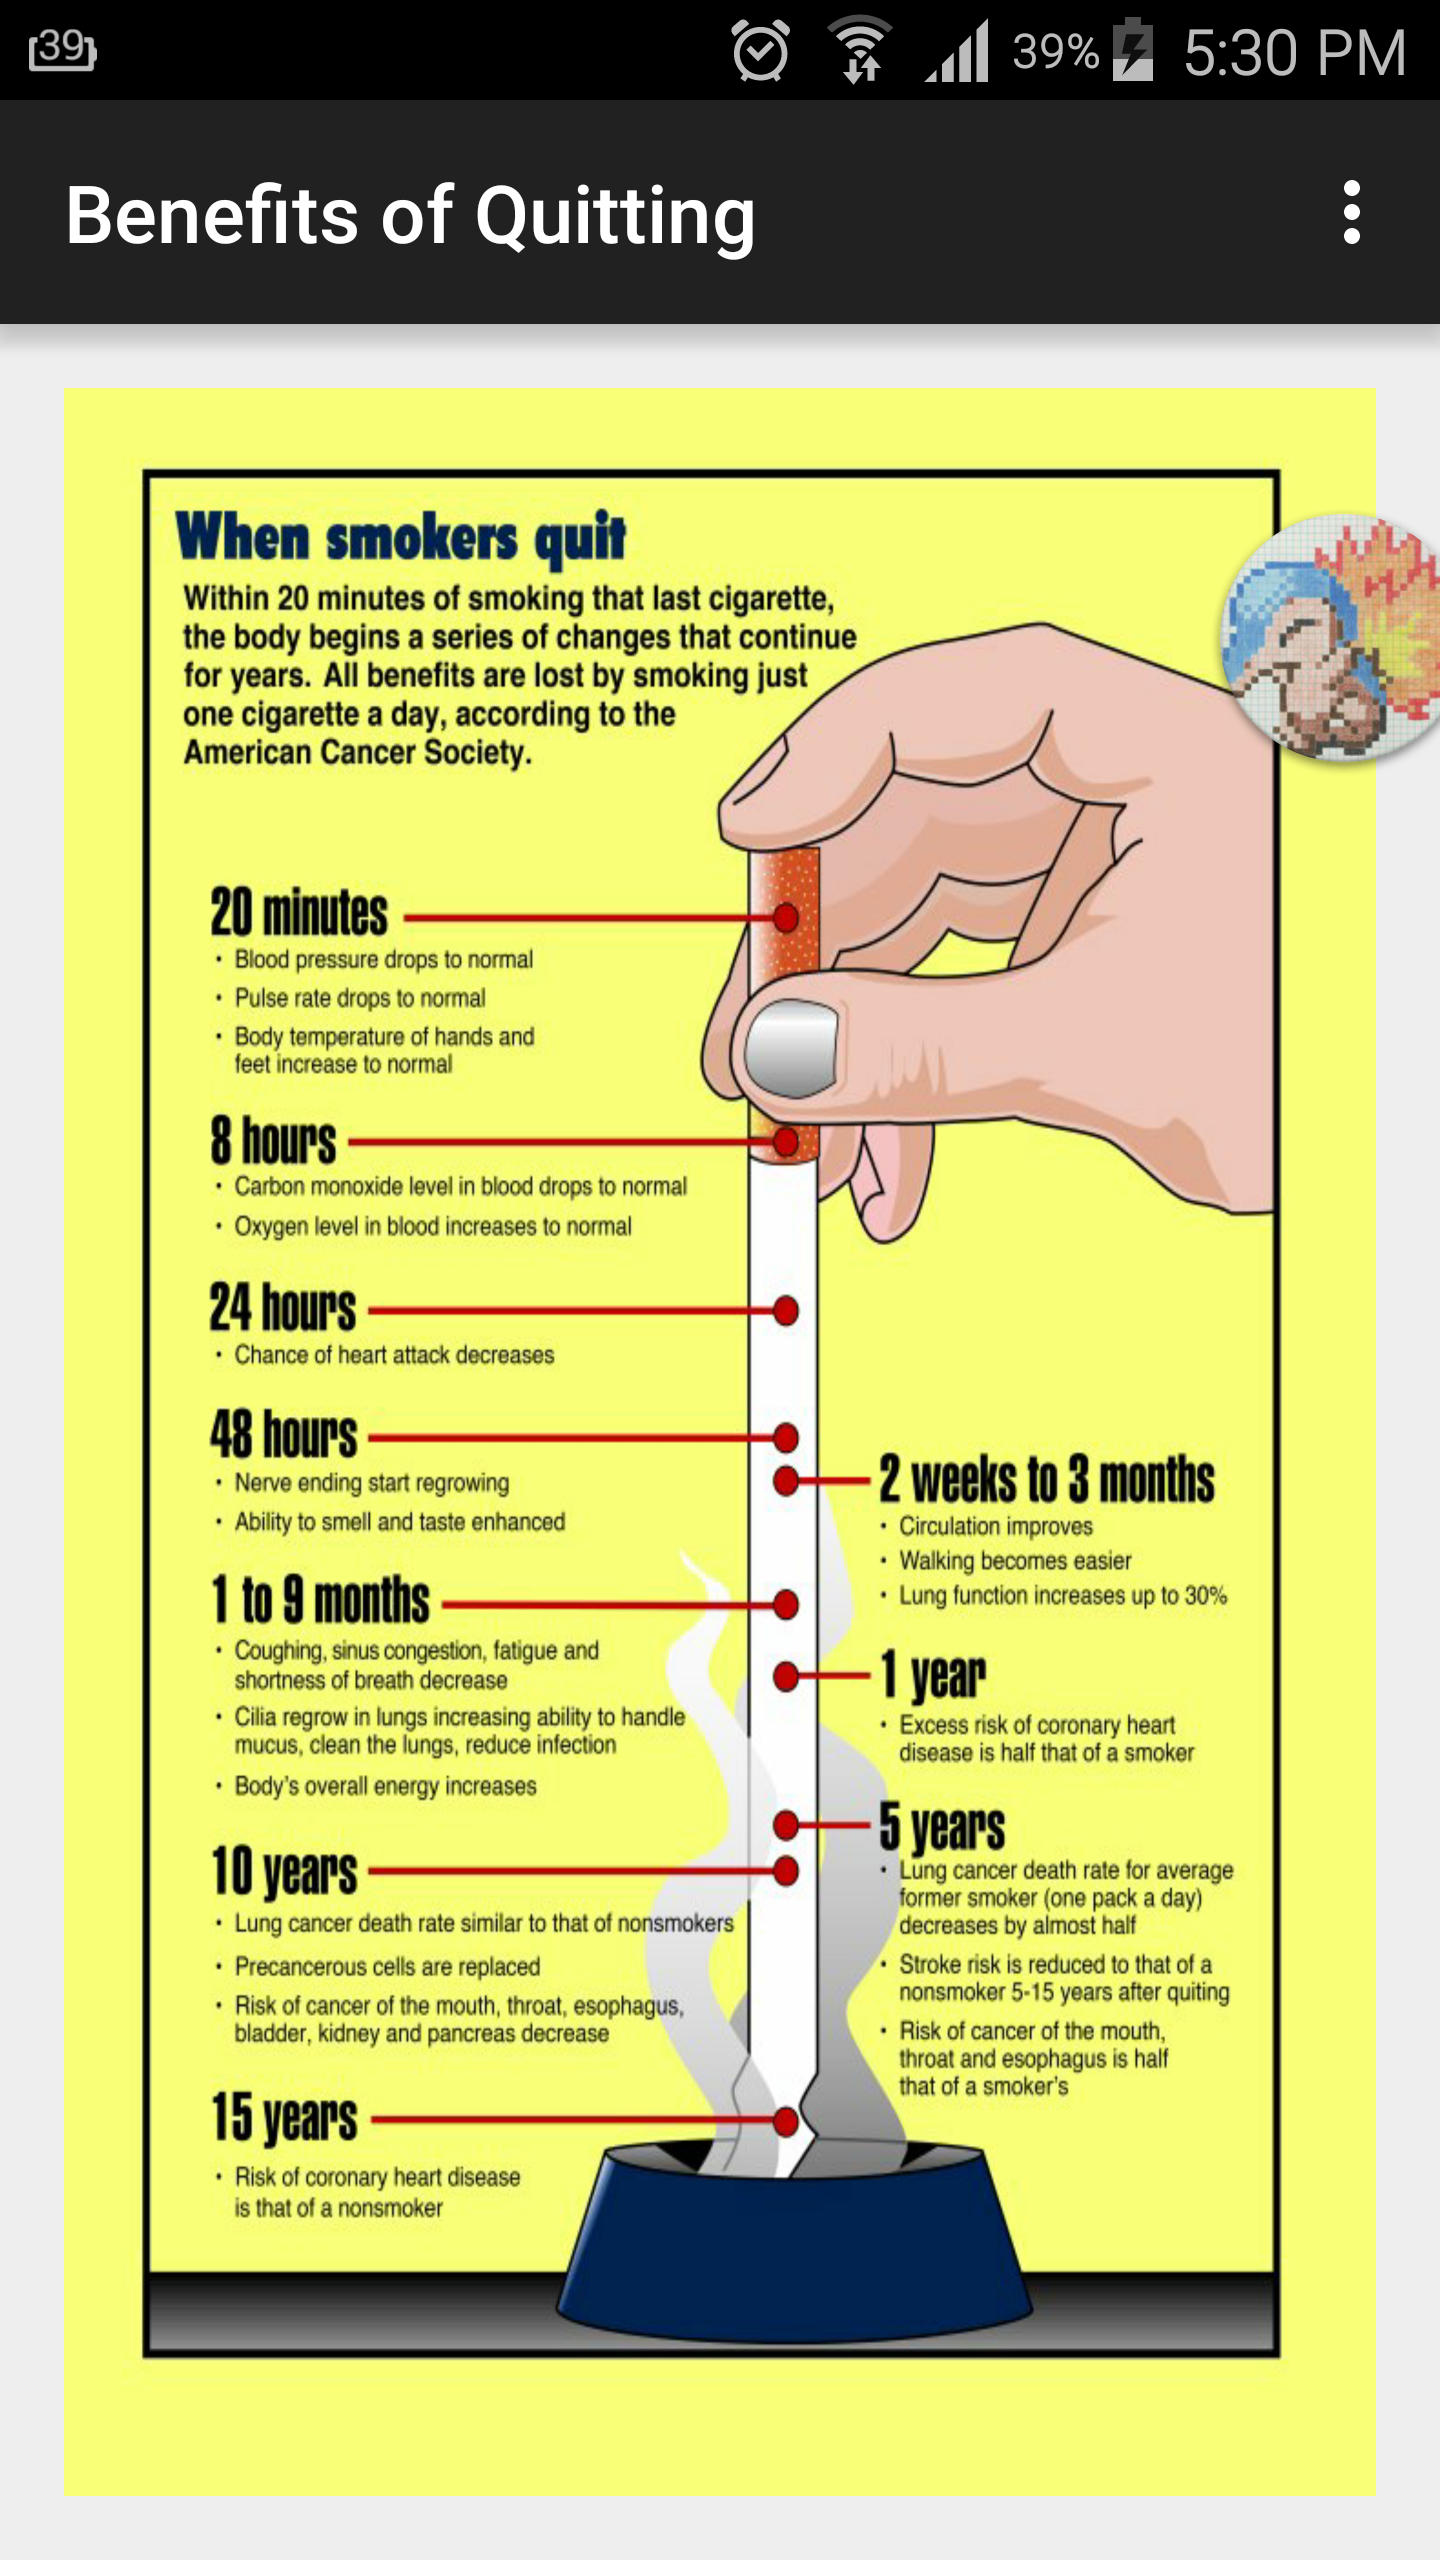 39
39%
5:30 PM
Benefits of Quitting
When smokers quit
Within 20 minutes of smoking that last cigarette,
the body begins a series of changes that continue
for years. All benefits are lost by smoking just
one cigarette a day, according to the
American Cancer Society.
20 minutes
• Blood pressure drops to normal
• Pulse rate drops to normal
• Body temperature of hands and
feet increase to normal
8 hours
• Carbon monoxide level in blood drops to normal
• Oxygen level in blood increases to normal
24 hours
• Chance of heart attack decreases
48 hours
• Nerve ending start regrowing
• Ability to smell and taste enhanced
2 weeks to 3 months
• Circulation improves
• Walking becomes easier
• Lung function increases up to 30%
1 to 9 months
• Coughing, sinus congestion, fatigue and
shortness of breath decrease
• Cilia regrow in lungs increasing ability to handle
mucus, clean the lungs, reduce infection
• Body's overall energy increases
1 year
• Excess risk of coronary heart
disease is half that of a smoker
5 years
• Lung cancer death rate for average
former smoker (one pack a day)
decreases by almost half
• Stroke risk is reduced to that of a
nonsmoker 5-15 years after quiting
• Risk of cancer of the mouth,
throat and esophagus is half
that of a smoker's
10 years
• Lung cancer death rate similar to that of nonsmokers
• Precancerous cells are replaced
• Risk of cancer of the mouth, throat, esophagus,
bladder, kidney and pancreas decrease
15 years
• Risk of coronary heart disease
is that of a nonsmoker